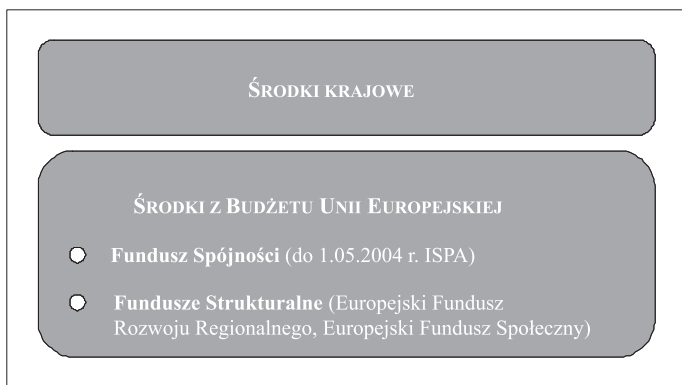 ŚRODKI KRAJOWE
ŚRODKI Z BUDŻETU UNII EUROPEJSKIEJ
Fundusz Spójności (do 1.05.2004 r. ISPA)
Fundusze Strukturalne (Europejski Fundusz
Rozwoju Regionalnego, Europejski Fundusz Społeczny)